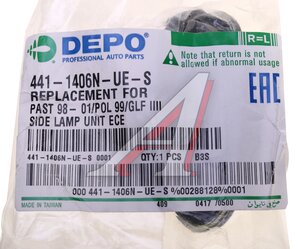 DEPO
PROFESSIONAL AUTO PARTS
R=L
Note that return is not
allowed if abnormal usage
441-1406N-UE-S
REPLACEMENT FOR
PAST 98- 01/POL 99/GLF IIII
SIDE LAMP UNIT ECE
EAC
441-1406N-UE-S 0001
QTY:1 PCS
B3S
000 441-1406N-UE-S %00288128%0001
MADE IN TAIWAN
409
0417 /0500